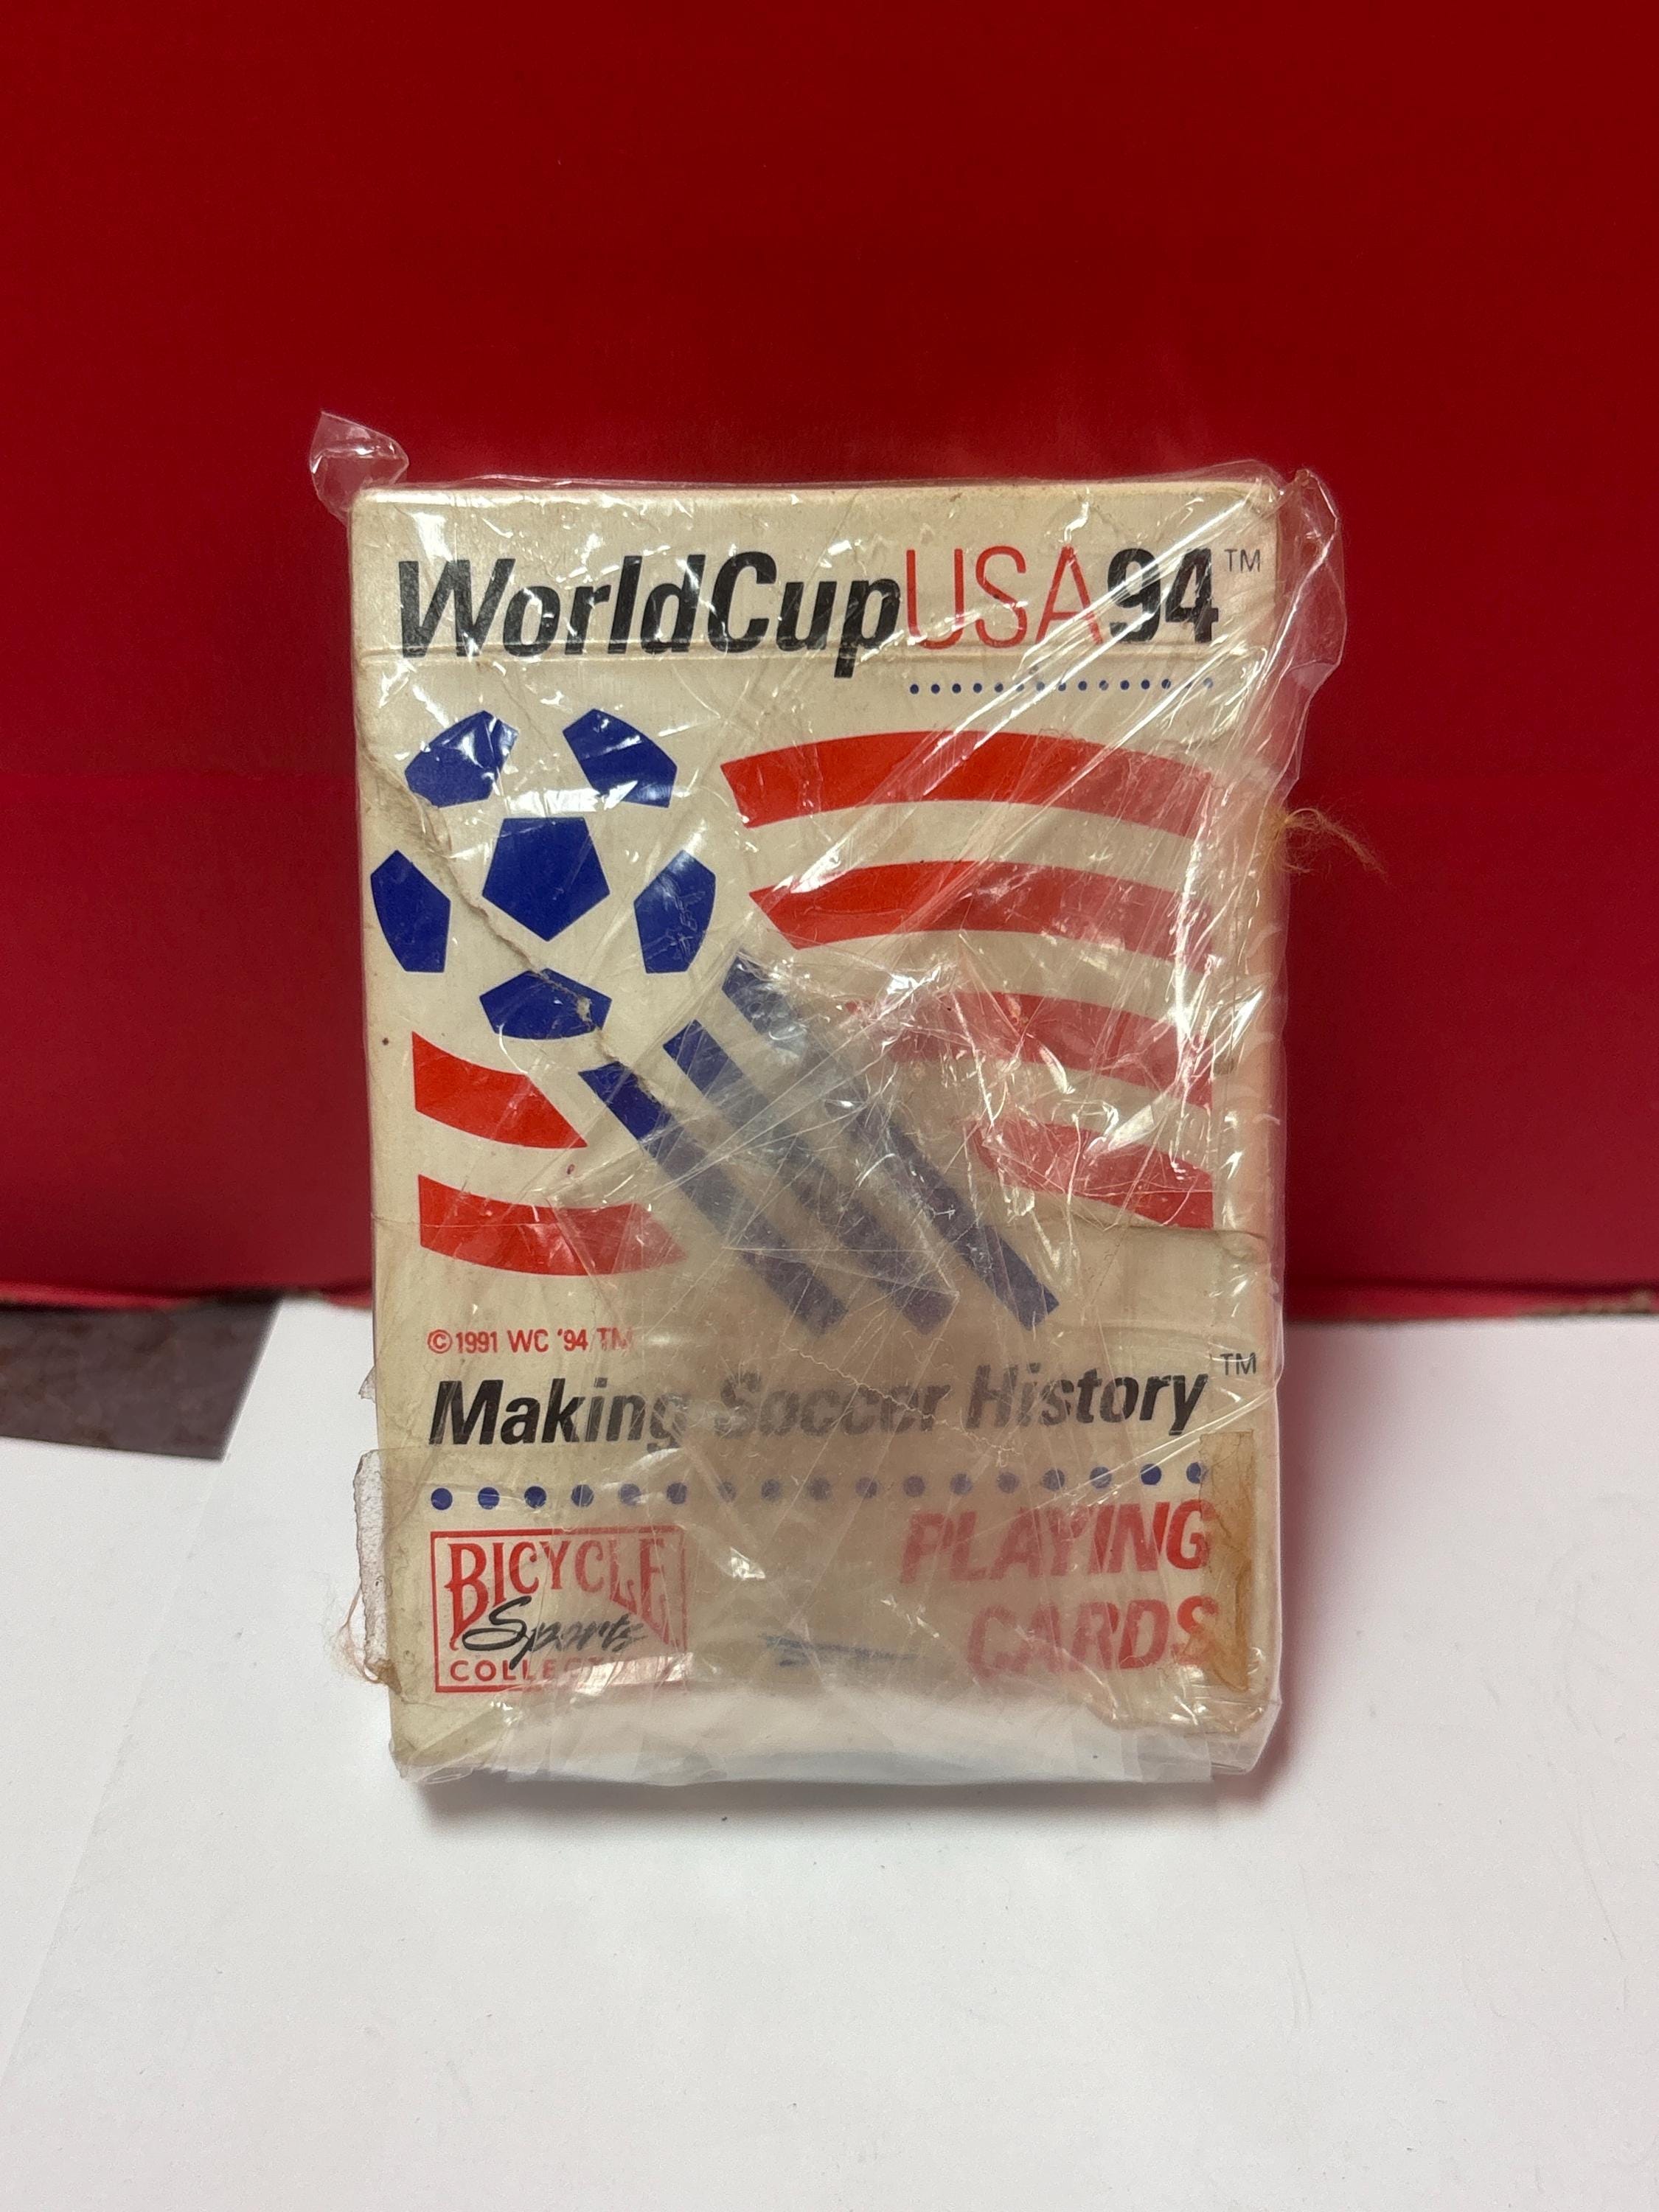 WorldCupUSA94™
©1991 WC '94 TM
Making Soccer History™
BICYCLE
Sports
PLAYING
CARDS